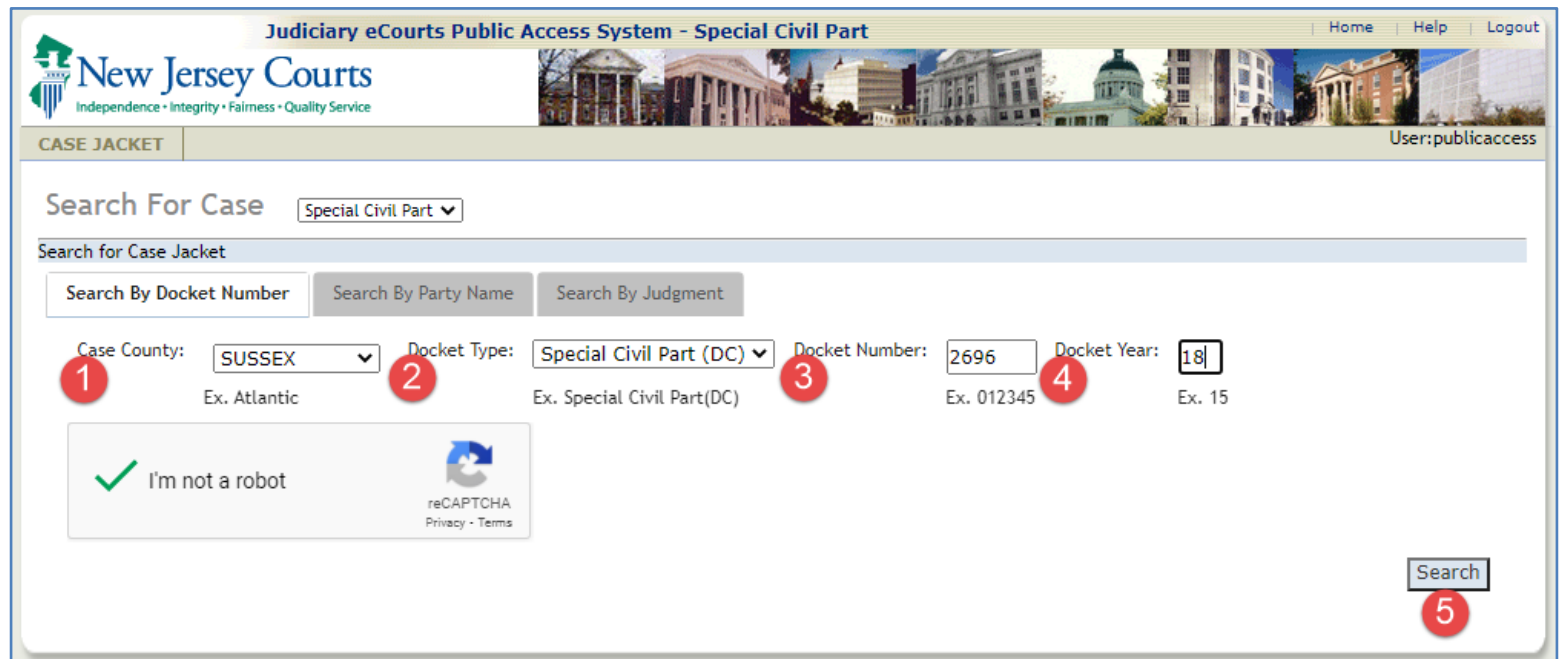 Judiciary eCourts Public Access System - Special Civil Part
| Home | Help | Logout
New Jersey Courts
Independence • Integrity • Fairness • Quality Service
CASE JACKET
User:publicaccess
Search For Case Special Civil Part
Search for Case Jacket
Search By Docket Number Search By Party Name Search By Judgment
Case County: SUSSEX Docket Type: Special Civil Part (DC) Docket Number: 2696 Docket Year: 18
1 2 3 4
Ex. Atlantic Ex. Special Civil Part(DC) Ex. 012345 Ex. 15
I'm not a robot
reCAPTCHA
Privacy - Terms
Search
5